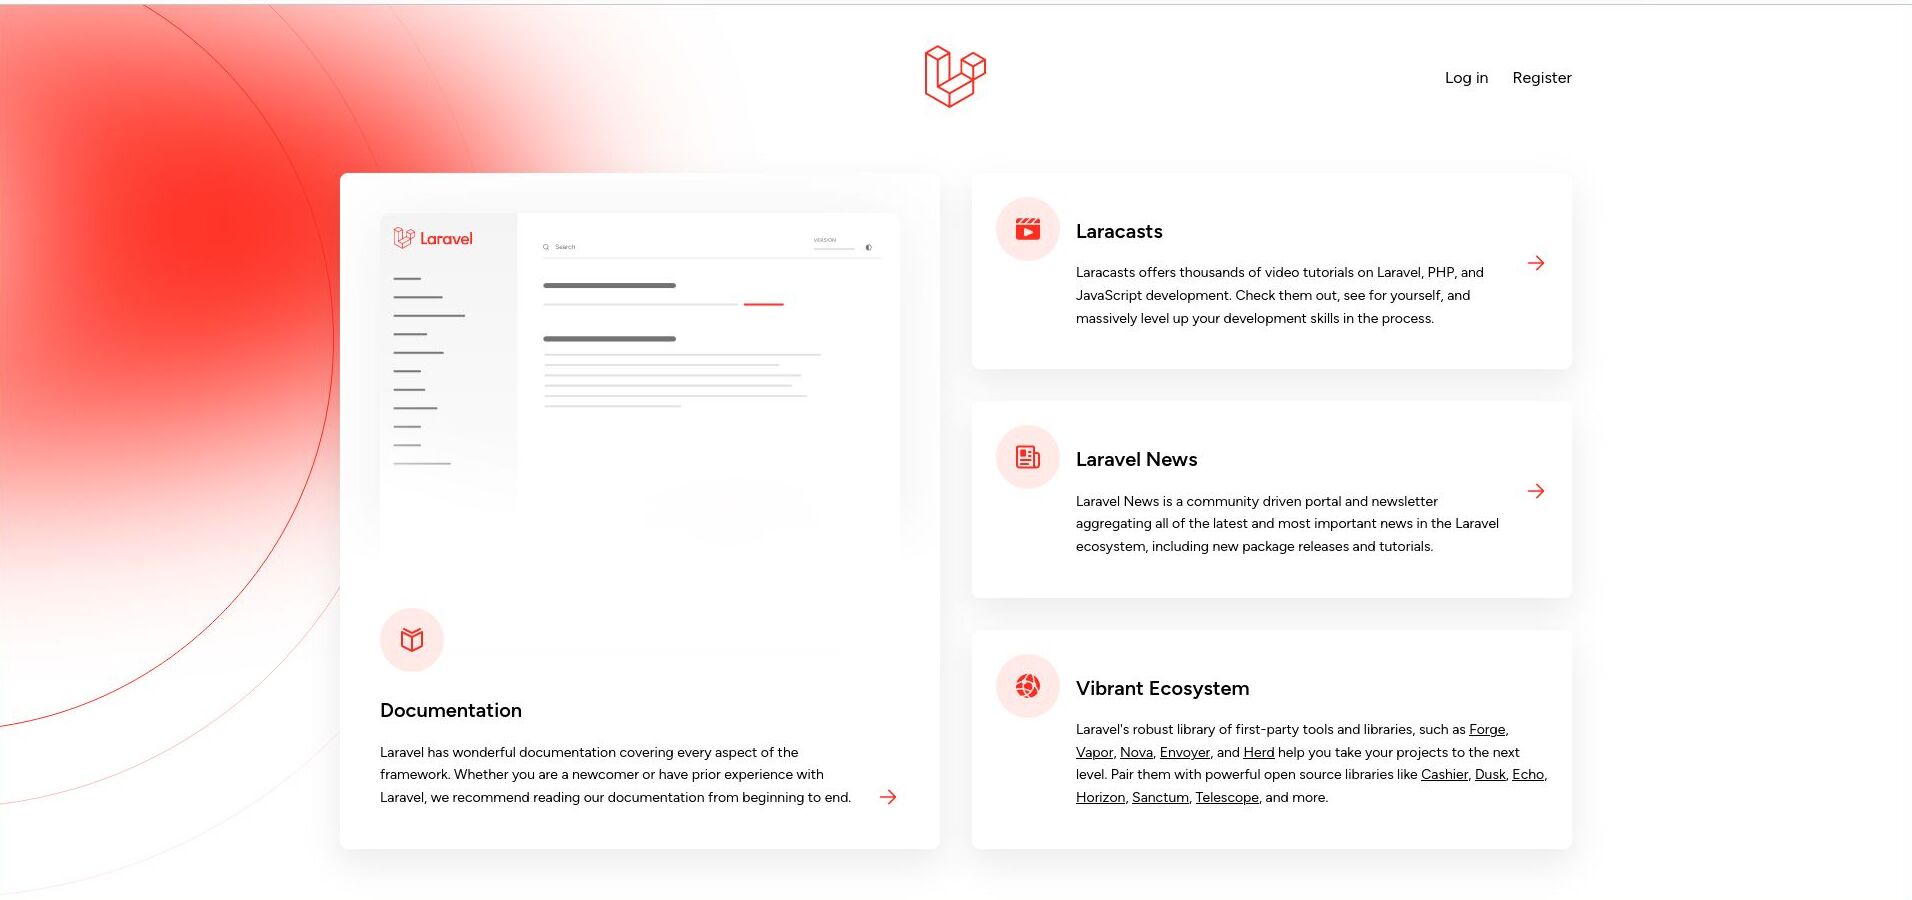 Log in Register
Laravel
Search
VERSION
Documentation
Laravel has wonderful documentation covering every aspect of the
framework. Whether you are a newcomer or have prior experience with
Laravel, we recommend reading our documentation from beginning to end.
Laracasts
Laracasts offers thousands of video tutorials on Laravel, PHP, and
JavaScript development. Check them out, see for yourself, and
massively level up your development skills in the process.
Laravel News
Laravel News is a community driven portal and newsletter
aggregating all of the latest and most important news in the Laravel
ecosystem, including new package releases and tutorials.
Vibrant Ecosystem
Laravel's robust library of first-party tools and libraries, such as Forge,
Vapor, Nova, Envoyer, and Herd help you take your projects to the next
level. Pair them with powerful open source libraries like Cashier, Dusk, Echo,
Horizon, Sanctum, Telescope, and more.